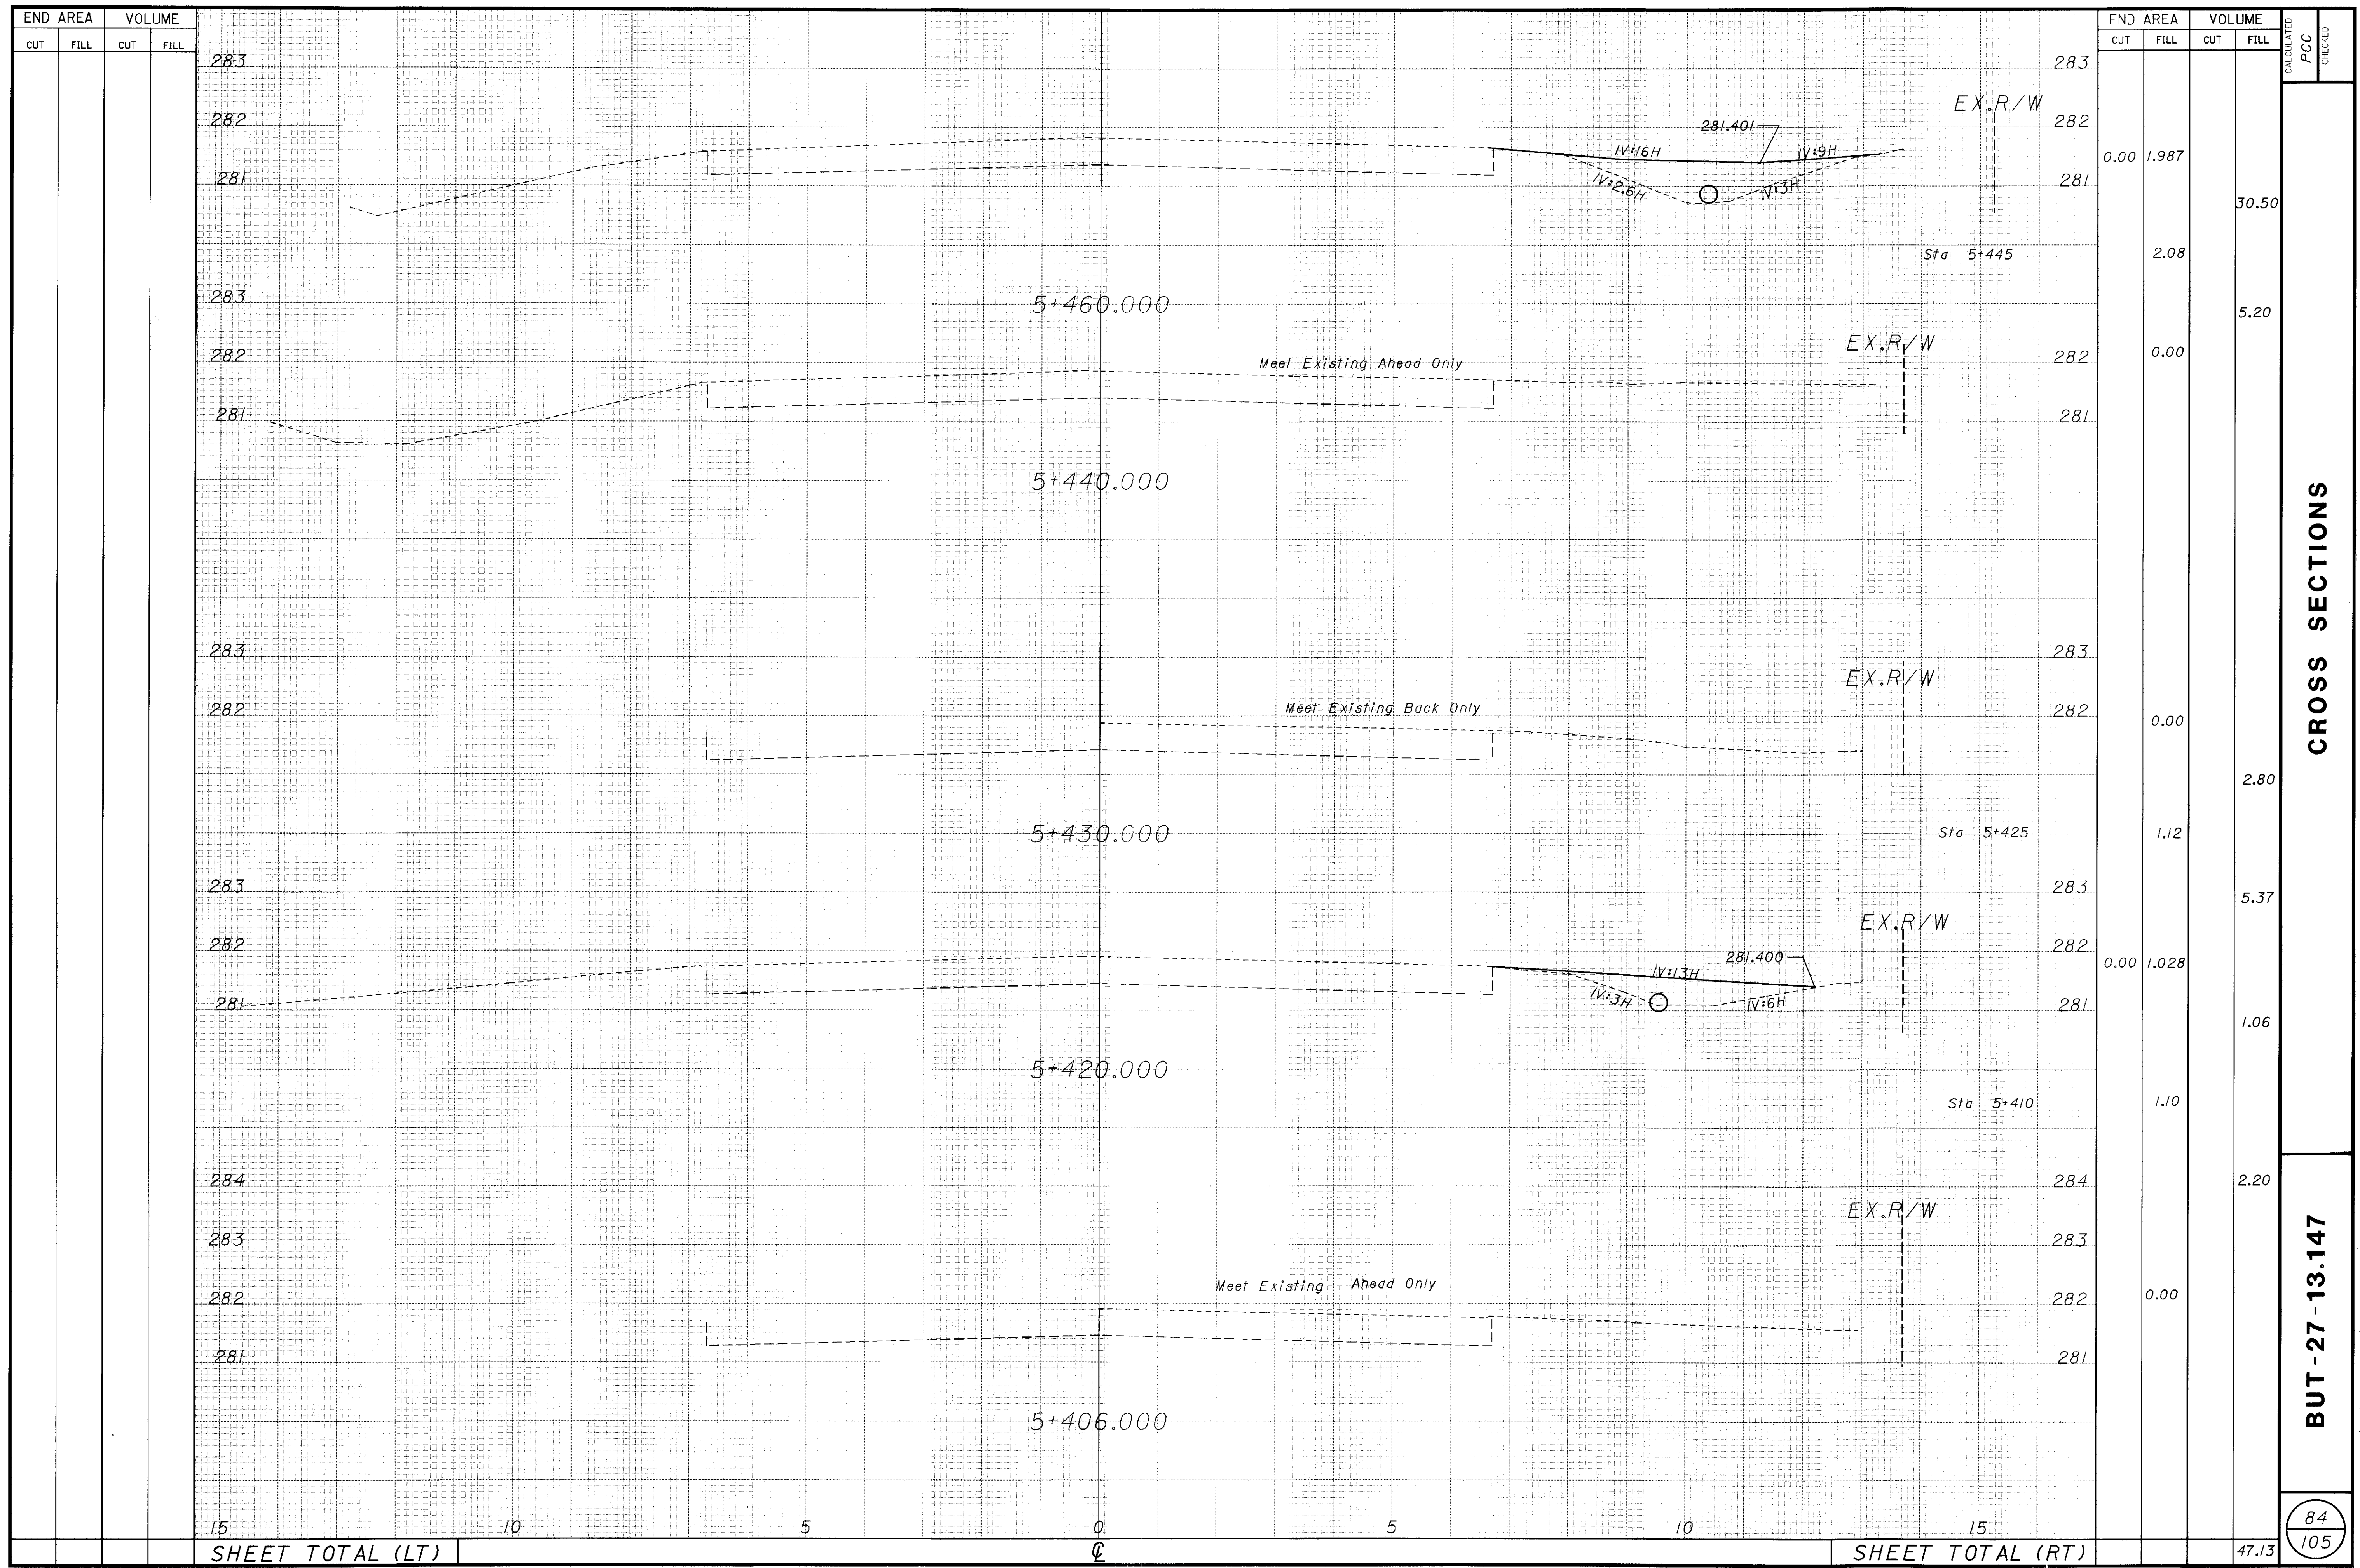 END AREA VOLUME
CUT FILL CUT FILL
END AREA VOLUME
CUT FILL CUT FILL
CALCULATED
PCC
CHECKED
283 283
EX.R/W
282 281.401 282
1V:16H 1V:9H 0.00 1.987
281 1V:2.6H 1V:3H 281
30.50
Sta 5+445 2.08
283 5+460.000 5.20
EX.R/W
282 Meet Existing Ahead Only 282 0.00
281 281
5+440.000
283 283
EX.R/W
282 Meet Existing Back Only 282 0.00
2.80
5+430.000 Sta 5+425 1.12
283 283
5.37
EX.R/W
282 281.400 282
1V:13H 0.00 1.028
281 1V:3H 1V:6H 281
1.06
5+420.000
Sta 5+410 1.10
284 284 2.20
EX.R/W
283 283
Meet Existing Ahead Only
282 282 0.00
281 281
5+406.000
15 10 5 0 5 10 15
SHEET TOTAL (LT) ℄ SHEET TOTAL (RT) 47.13
CROSS SECTIONS
BUT-27-13.147
84
105